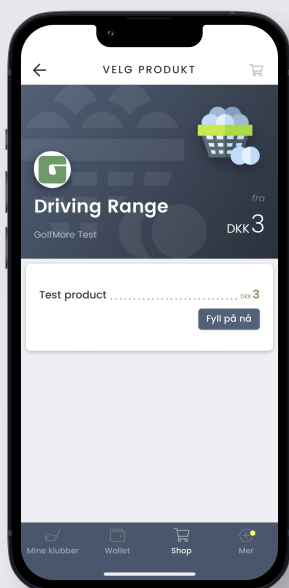 VELG PRODUKT
Driving Range
GolfMore Test
fra
DKK 3
Test product ........................................ DKK 3
Fyll på nå
Mine klubber Wallet Shop Mer